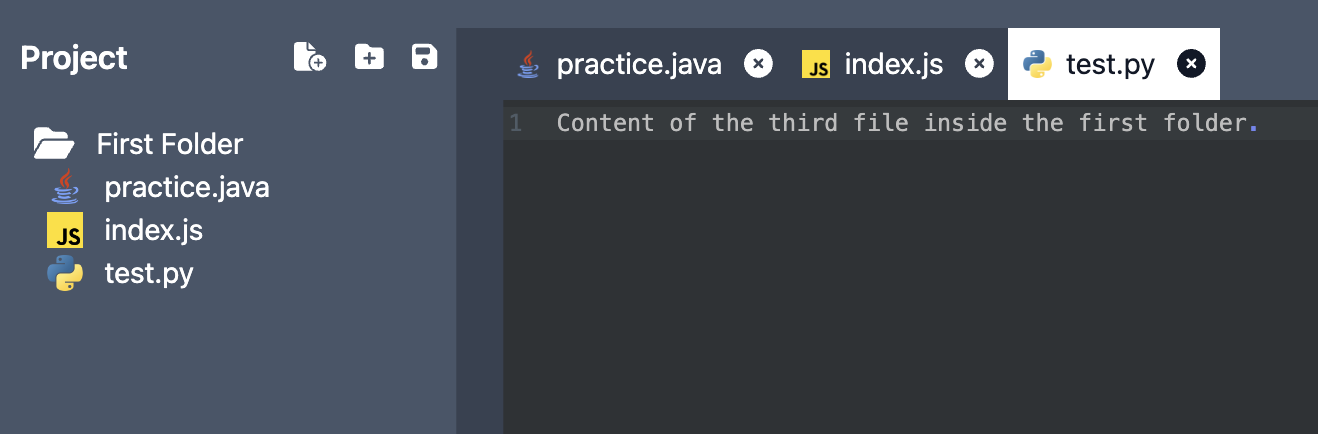 Project
First Folder
practice.java
JS index.js
test.py
practice.java JS index.js test.py
1 Content of the third file inside the first folder.